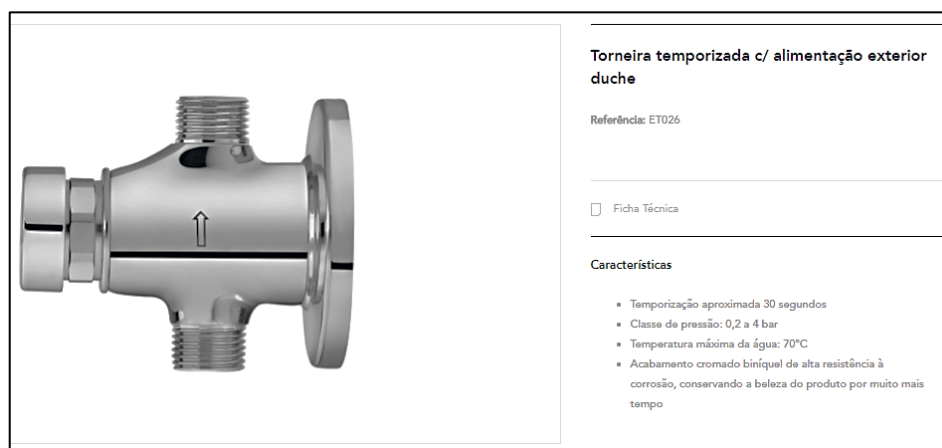 Torneira temporizada c/ alimentação exterior
duche
Referência: ET026
Ficha Técnica
Características
• Temporização aproximada 30 segundos
• Classe de pressão: 0,2 a 4 bar
• Temperatura máxima da água: 70°C
• Acabamento cromado biníquel de alta resistência à
corrosão, conservando a beleza do produto por muito mais
tempo